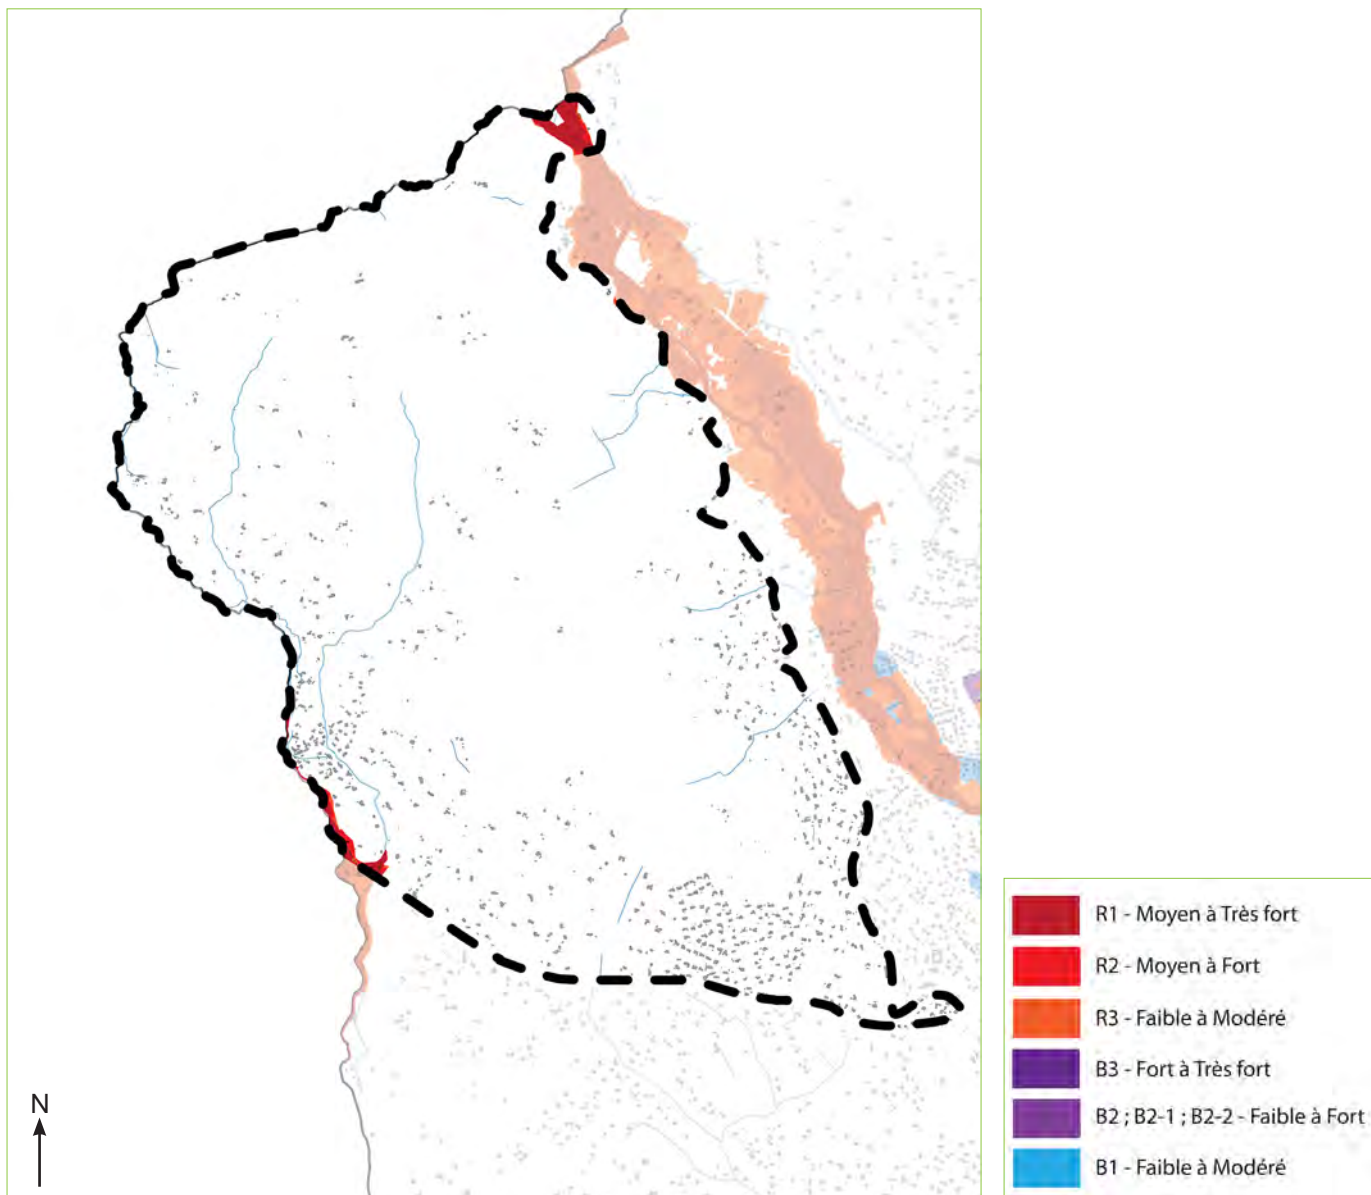 N
R1 - Moyen à Très fort
R2 - Moyen à Fort
R3 - Faible à Modéré
B3 - Fort à Très fort
B2 ; B2-1 ; B2-2 - Faible à Fort
B1 - Faible à Modéré